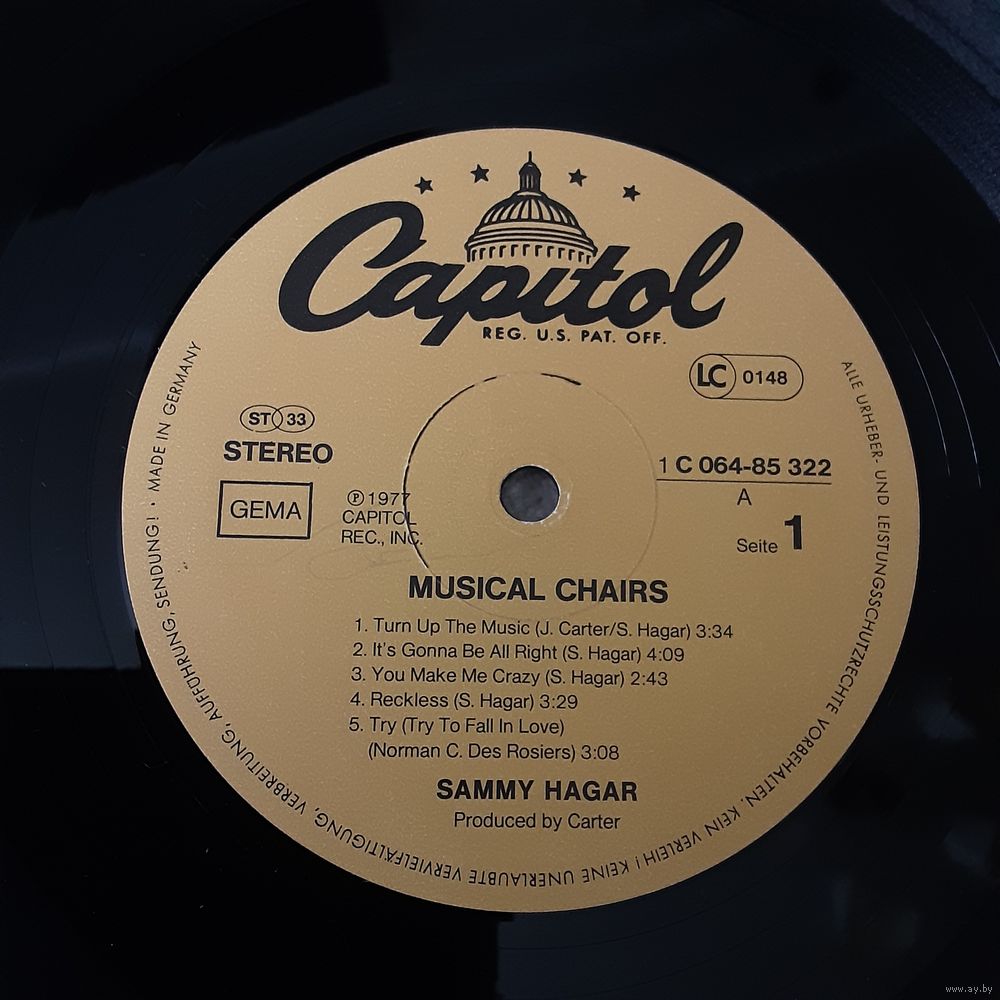 Capitol
REG. U.S. PAT. OFF.
LC 0148
ST 33
STEREO
GEMA
Ⓟ 1977
CAPITOL
REC., INC.
1 C 064-85 322
A
Seite 1
MUSICAL CHAIRS
1. Turn Up The Music (J. Carter/S. Hagar) 3:34
2. It's Gonna Be All Right (S. Hagar) 4:09
3. You Make Me Crazy (S. Hagar) 2:43
4. Reckless (S. Hagar) 3:29
5. Try (Try To Fall In Love)
(Norman C. Des Rosiers) 3:08
SAMMY HAGAR
Produced by Carter
ALLE URHEBER- UND LEISTUNGSSCHUTZRECHTE VORBEHALTEN, KEIN VERLEIH! KEINE UNERLAUBTE VERVIELFÄLTIGUNG, VERBREITUNG, AUFFÜHRUNG, SENDUNG! · MADE IN GERMANY
www.ay.by